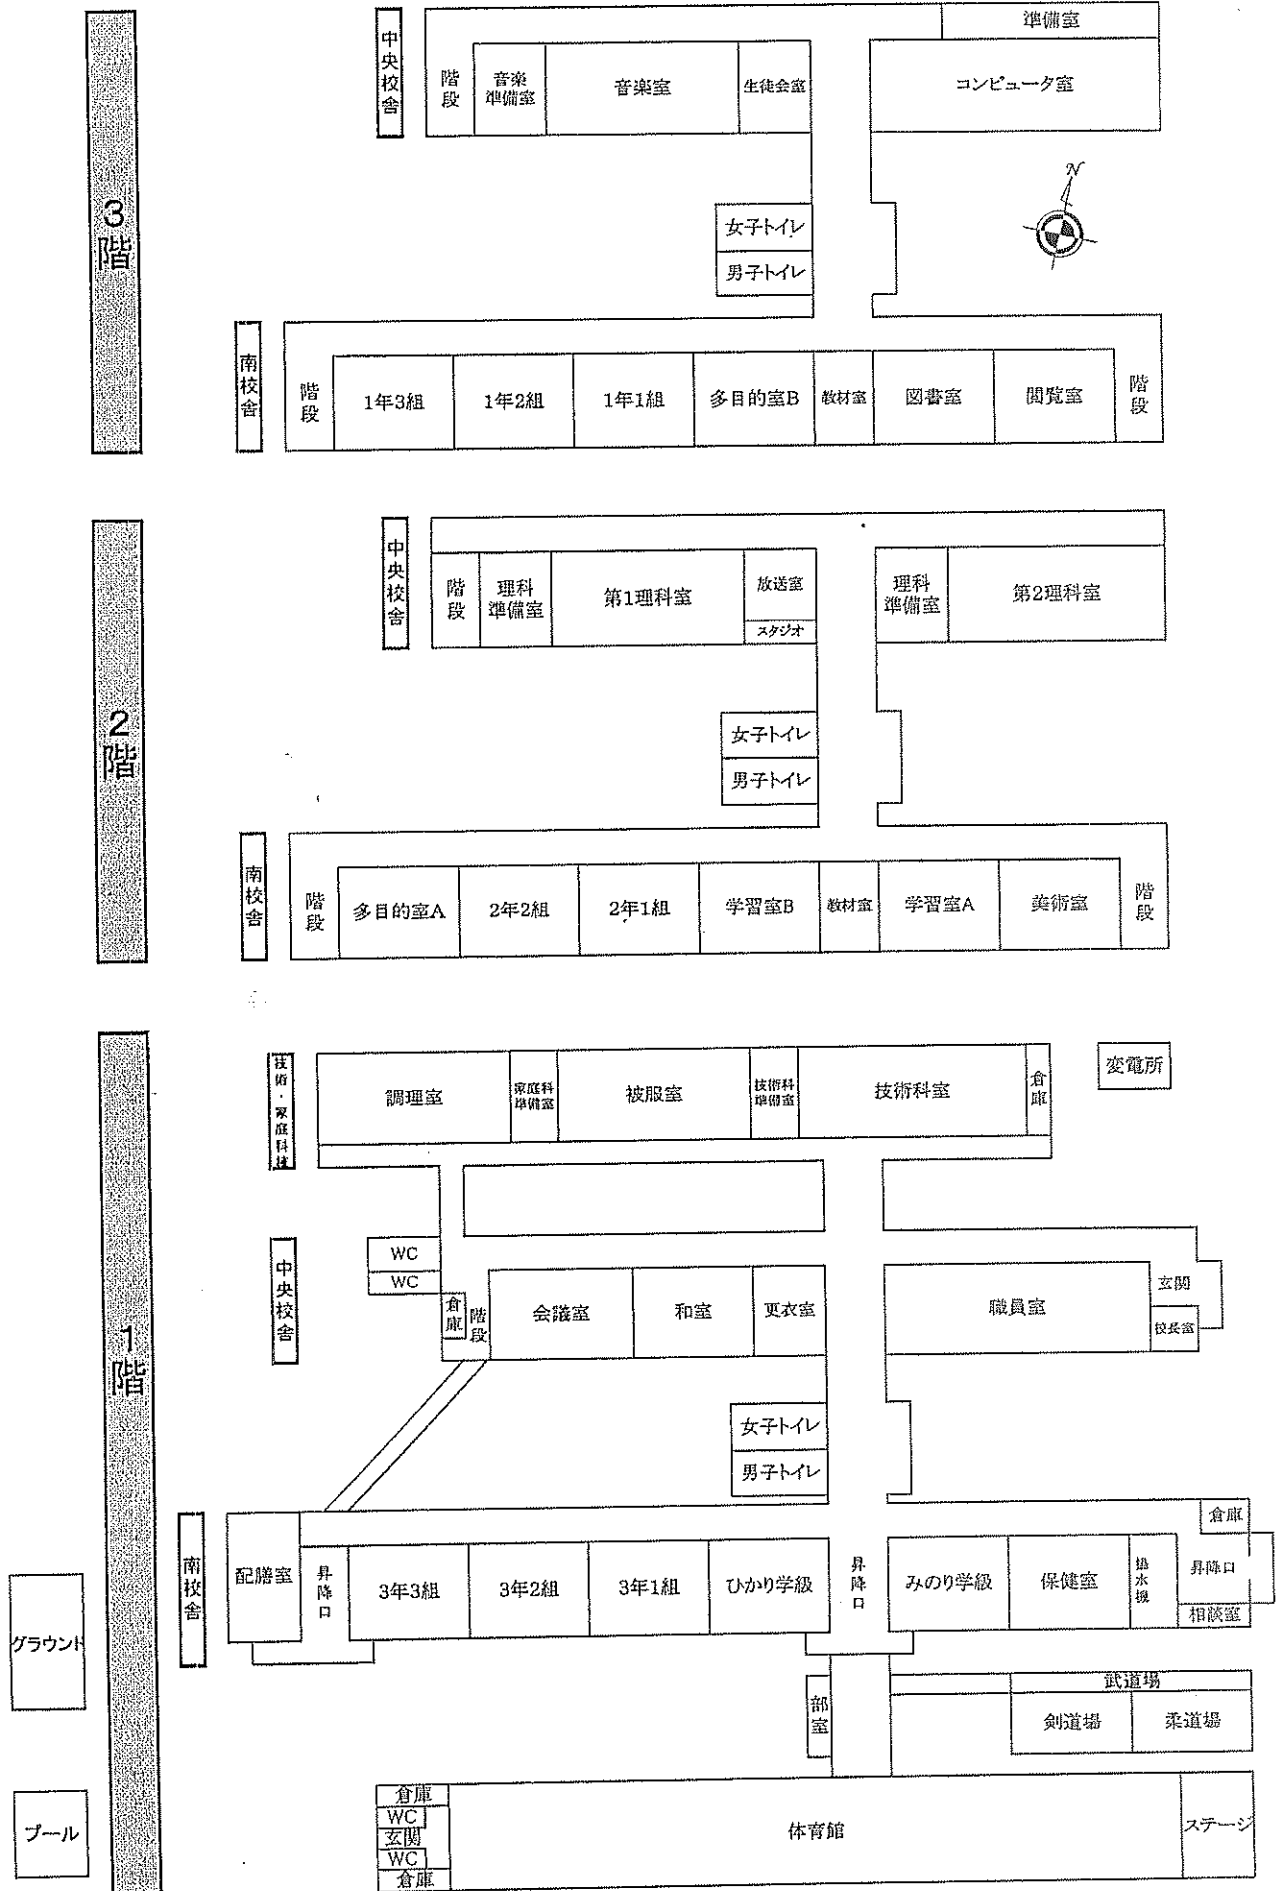 3階
中央校舎
階段
音楽
準備室
音楽室
生徒会室
準備室
コンピュータ室
N
女子トイレ
男子トイレ
南校舎
階段
1年3組
1年2組
1年1組
多目的室B
教材室
図書室
閲覧室
階段
2階
中央校舎
階段
理科
準備室
第1理科室
放送室
スタジオ
理科
準備室
第2理科室
女子トイレ
男子トイレ
南校舎
階段
多目的室A
2年2組
2年1組
学習室B
教材室
学習室A
美術室
階段
1階
技術・家庭科棟
調理室
家庭科
準備室
被服室
技術科
準備室
技術科室
倉庫
変電所
中央校舎
WC
WC
倉庫
階段
会議室
和室
更衣室
職員室
玄関
校長室
女子トイレ
男子トイレ
南校舎
配膳室
昇降口
3年3組
3年2組
3年1組
ひかり学級
昇降口
みのり学級
保健室
倉庫
昇降口
相談室
グラウンド
部室
武道場
剣道場
柔道場
プール
倉庫
WC
玄関
WC
倉庫
体育館
ステージ